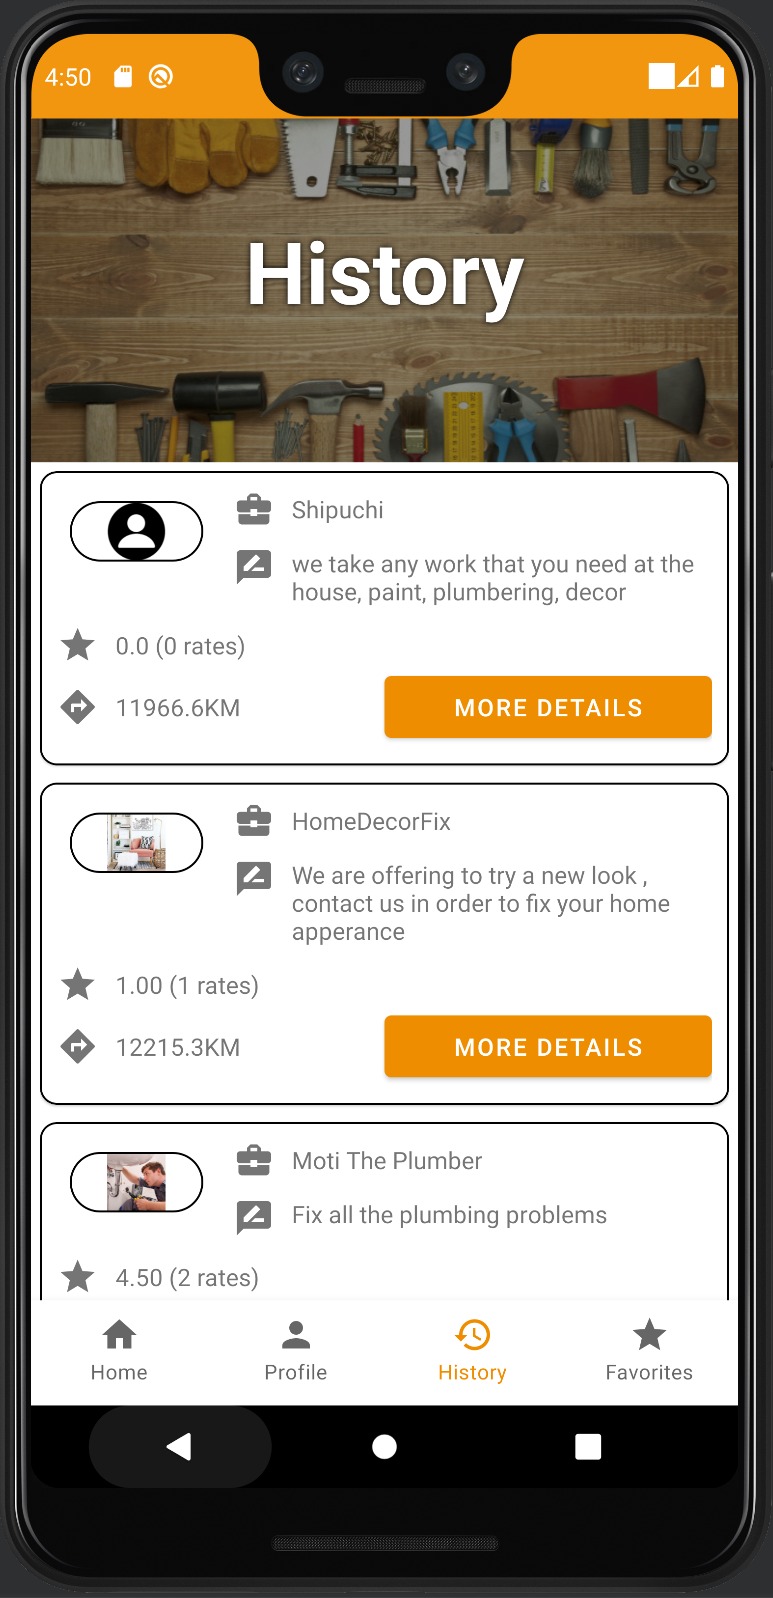 4:50
History
Shipuchi
we take any work that you need at the
house, paint, plumbering, decor
0.0 (0 rates)
11966.6KM
MORE DETAILS
HomeDecorFix
We are offering to try a new look ,
contact us in order to fix your home
apperance
1.00 (1 rates)
12215.3KM
MORE DETAILS
Moti The Plumber
Fix all the plumbing problems
4.50 (2 rates)
Home
Profile
History
Favorites